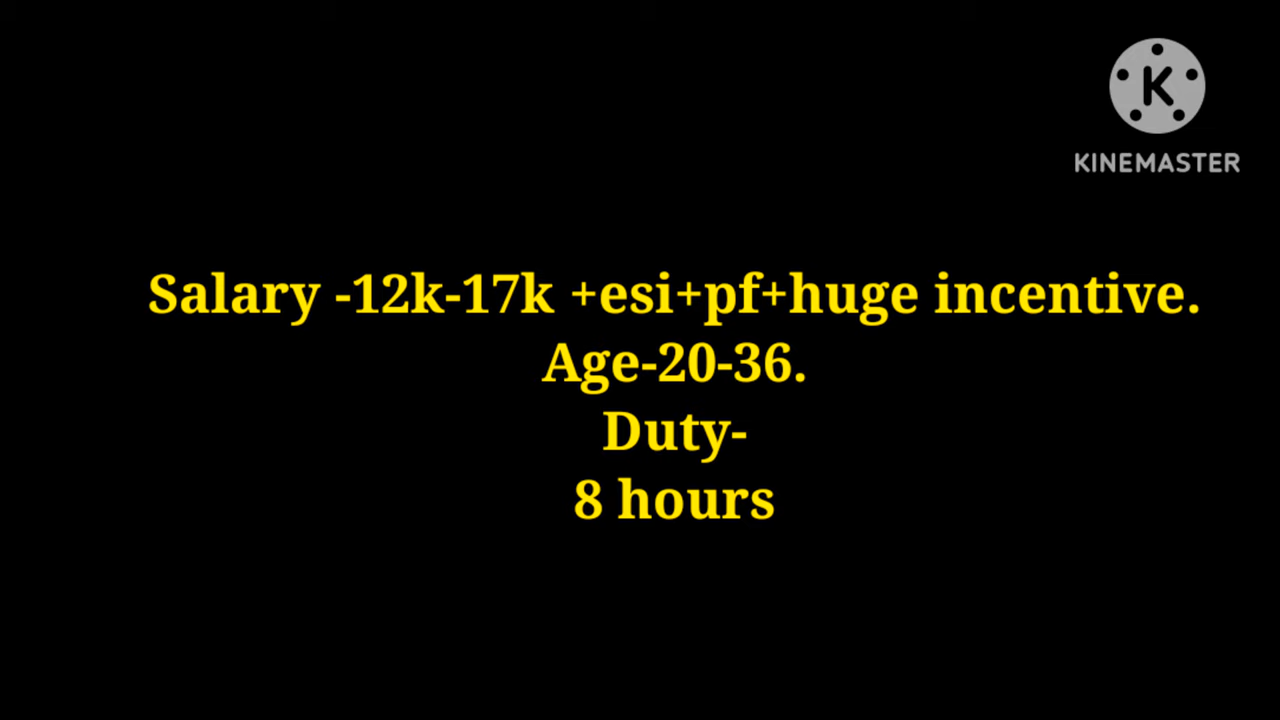 K
KINEMASTER
Salary -12k-17k +esi+pf+huge incentive.
Age-20-36.
Duty-
8 hours